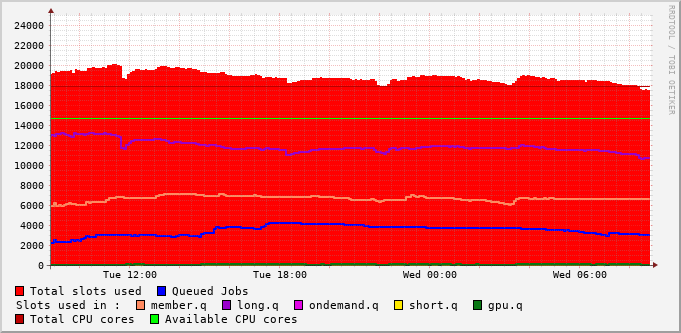 RRDTOOL / TOBI OETIKER
24000
22000
20000
18000
16000
14000
12000
10000
8000
6000
4000
2000
0
Tue 12:00 Tue 18:00 Wed 00:00 Wed 06:00
Total slots used Queued Jobs
Slots used in : member.q long.q ondemand.q short.q gpu.q
Total CPU cores Available CPU cores